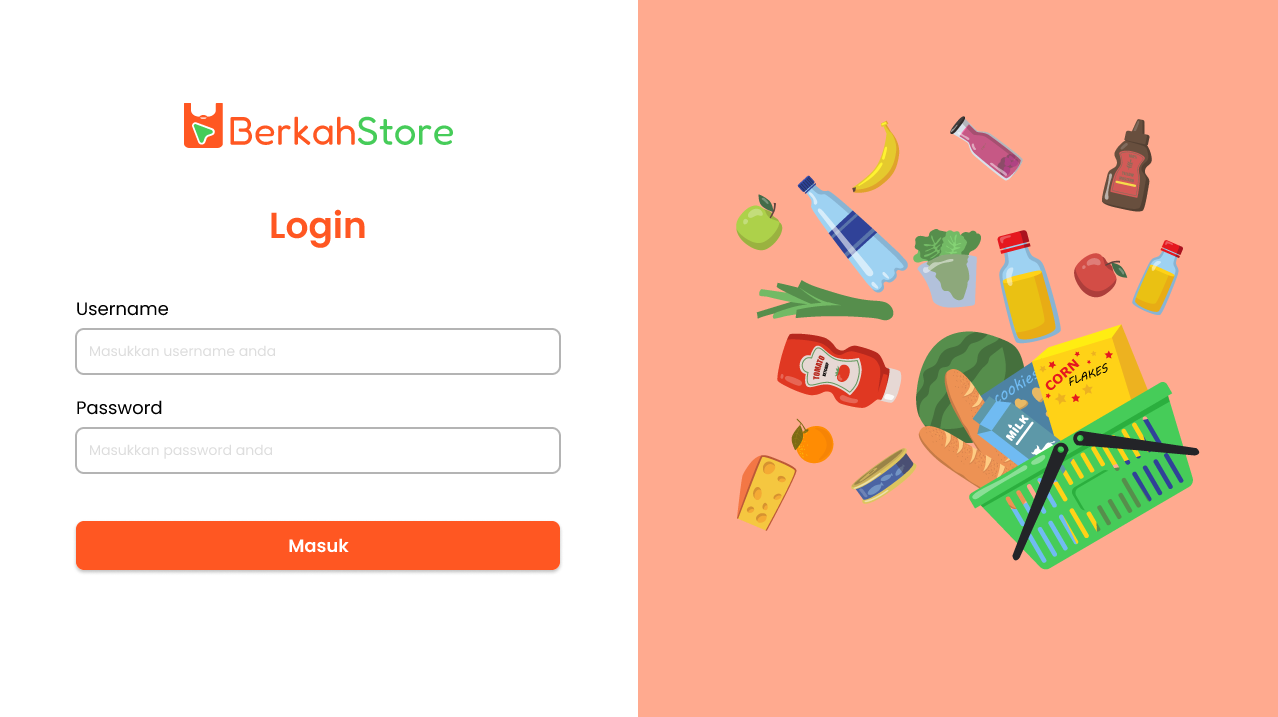 BerkahStore
Login
Username
Masukkan username anda
Password
Masukkan password anda
Masuk
TOMATO
cookies
MILK
CORN
FLAKES